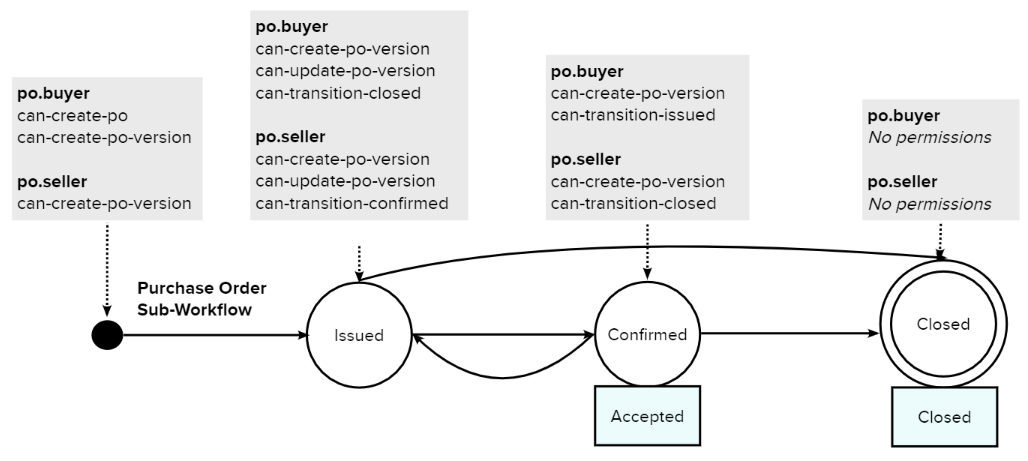 po.buyer
can-create-po
can-create-po-version
po.seller
can-create-po-version
po.buyer
can-create-po-version
can-update-po-version
can-transition-closed
po.seller
can-create-po-version
can-update-po-version
can-transition-confirmed
po.buyer
can-create-po-version
can-transition-issued
po.seller
can-create-po-version
can-transition-closed
po.buyer
No permissions
po.seller
No permissions
Purchase Order
Sub-Workflow
Issued
Confirmed
Closed
Accepted
Closed